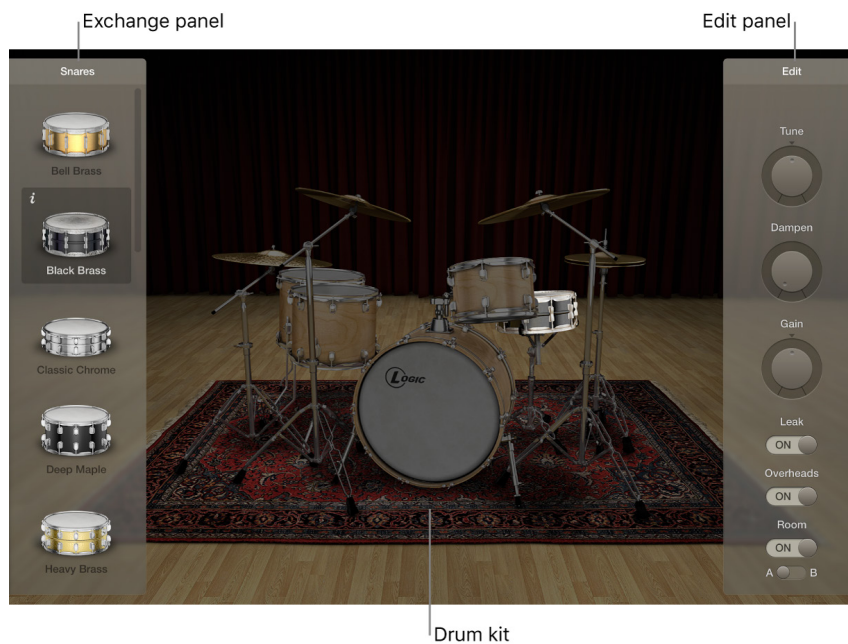 Exchange panel
Edit panel
Snares
Bell Brass
i
Black Brass
Classic Chrome
Deep Maple
Heavy Brass
LOGIC
Edit
Tune
Dampen
Gain
Leak
ON
Overheads
ON
Room
ON
A B
Drum kit